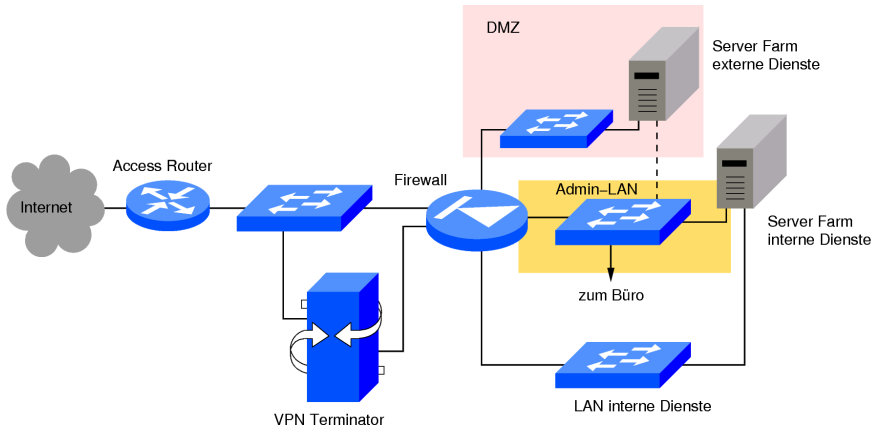 DMZ
Server Farm
externe Dienste
Access Router
Internet
Firewall
Admin–LAN
Server Farm
interne Dienste
zum Büro
VPN Terminator
LAN interne Dienste